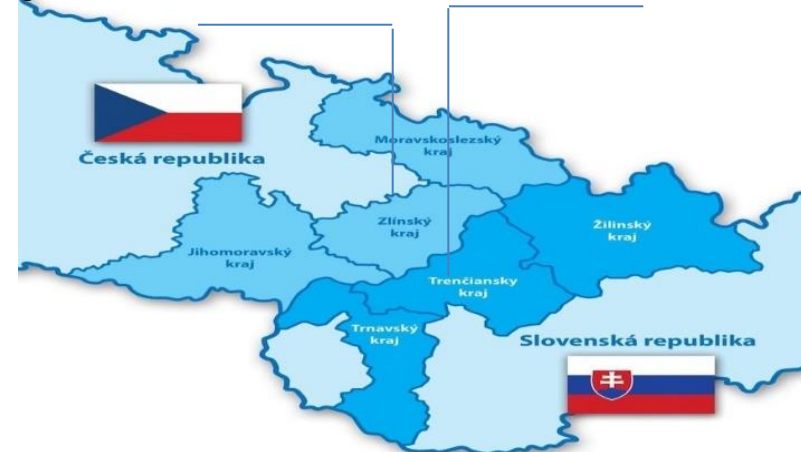 Moravskoslezský
kraj
Česká republika
Zlínský
kraj
Žilinský
kraj
Jihomoravský
kraj
Trenčiansky
kraj
Trnavský
kraj
Slovenská republika